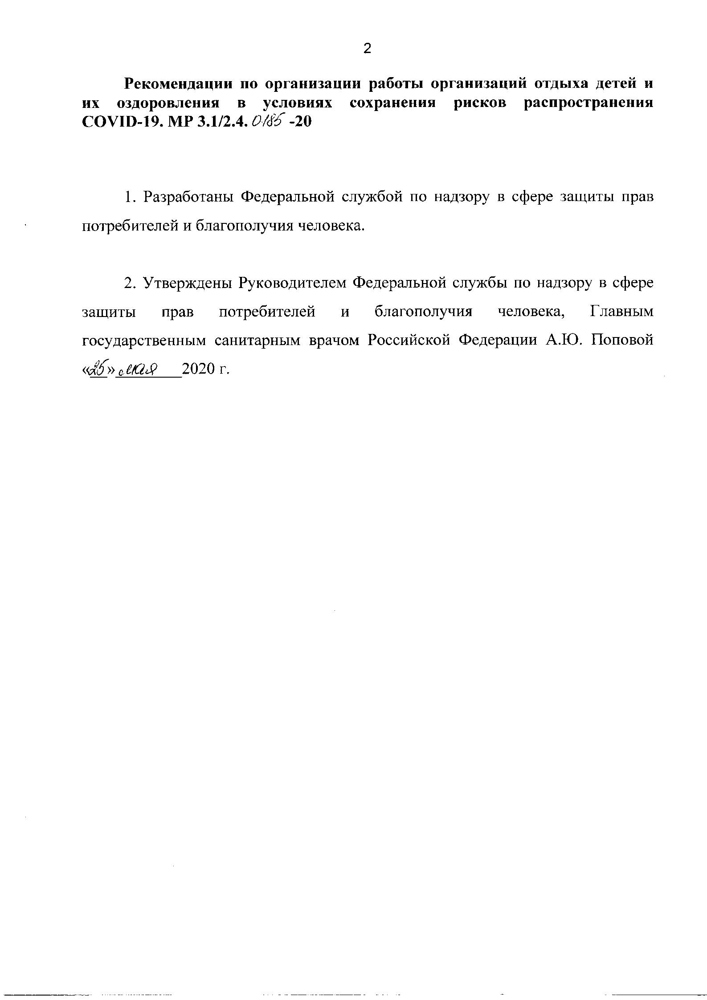 2
Рекомендации по организации работы организаций отдыха детей и
их оздоровления в условиях сохранения рисков распространения
COVID-19. МР 3.1/2.4. 0185 -20
1. Разработаны Федеральной службой по надзору в сфере защиты прав
потребителей и благополучия человека.
2. Утверждены Руководителем Федеральной службы по надзору в сфере
защиты прав потребителей и благополучия человека, Главным
государственным санитарным врачом Российской Федерации А.Ю. Поповой
«25» мая 2020 г.